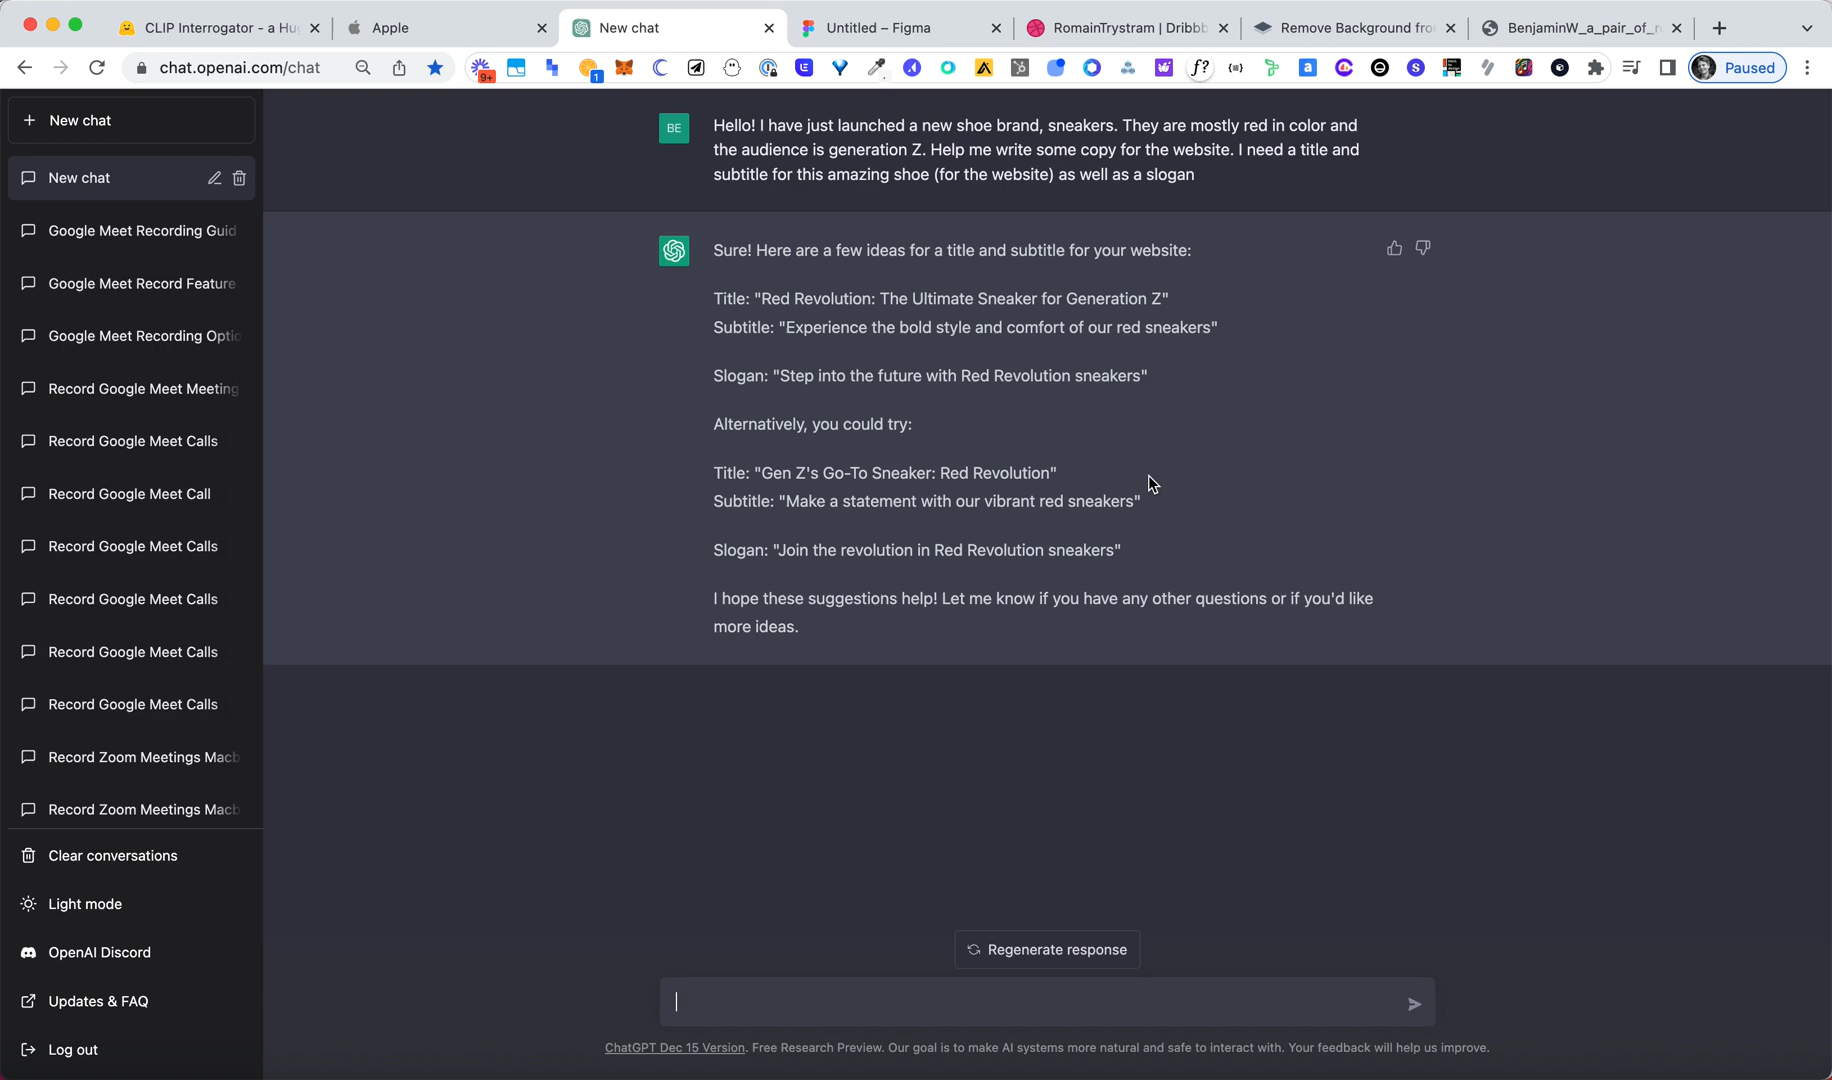 CLIP Interrogator - a Hu
Apple
New chat
Untitled – Figma
RomainTrystram | Dribbb
Remove Background fro
BenjaminW_a_pair_of_r
chat.openai.com/chat
9+
1
f?
Paused
New chat
New chat
Google Meet Recording Guid
Google Meet Record Feature
Google Meet Recording Optio
Record Google Meet Meeting
Record Google Meet Calls
Record Google Meet Call
Record Google Meet Calls
Record Google Meet Calls
Record Google Meet Calls
Record Google Meet Calls
Record Zoom Meetings Macb
Record Zoom Meetings Macb
Clear conversations
Light mode
OpenAI Discord
Updates & FAQ
Log out
BE
Hello! I have just launched a new shoe brand, sneakers. They are mostly red in color and
the audience is generation Z. Help me write some copy for the website. I need a title and
subtitle for this amazing shoe (for the website) as well as a slogan
Sure! Here are a few ideas for a title and subtitle for your website:
Title: "Red Revolution: The Ultimate Sneaker for Generation Z"
Subtitle: "Experience the bold style and comfort of our red sneakers"
Slogan: "Step into the future with Red Revolution sneakers"
Alternatively, you could try:
Title: "Gen Z's Go-To Sneaker: Red Revolution"
Subtitle: "Make a statement with our vibrant red sneakers"
Slogan: "Join the revolution in Red Revolution sneakers"
I hope these suggestions help! Let me know if you have any other questions or if you'd like
more ideas.
Regenerate response
ChatGPT Dec 15 Version. Free Research Preview. Our goal is to make AI systems more natural and safe to interact with. Your feedback will help us improve.